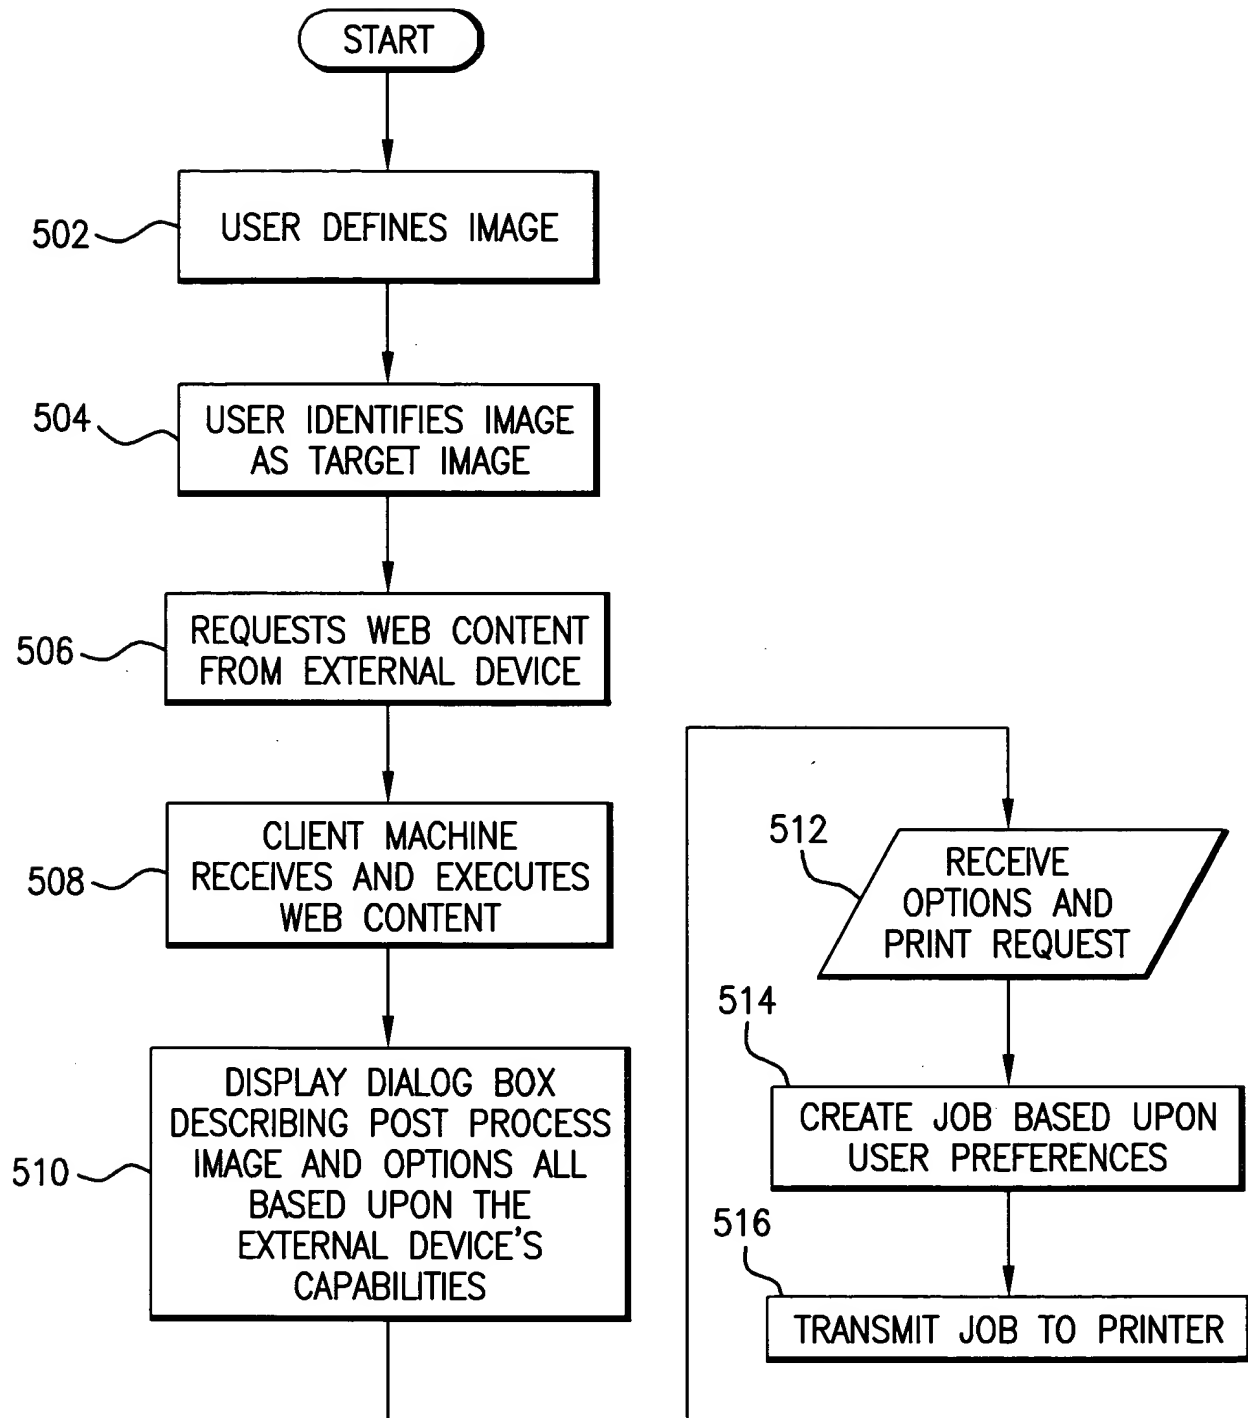 START
502
USER DEFINES IMAGE
504
USER IDENTIFIES IMAGE
AS TARGET IMAGE
506
REQUESTS WEB CONTENT
FROM EXTERNAL DEVICE
508
CLIENT MACHINE
RECEIVES AND EXECUTES
WEB CONTENT
510
DISPLAY DIALOG BOX
DESCRIBING POST PROCESS
IMAGE AND OPTIONS ALL
BASED UPON THE
EXTERNAL DEVICE'S
CAPABILITIES
512
RECEIVE
OPTIONS AND
PRINT REQUEST
514
CREATE JOB BASED UPON
USER PREFERENCES
516
TRANSMIT JOB TO PRINTER